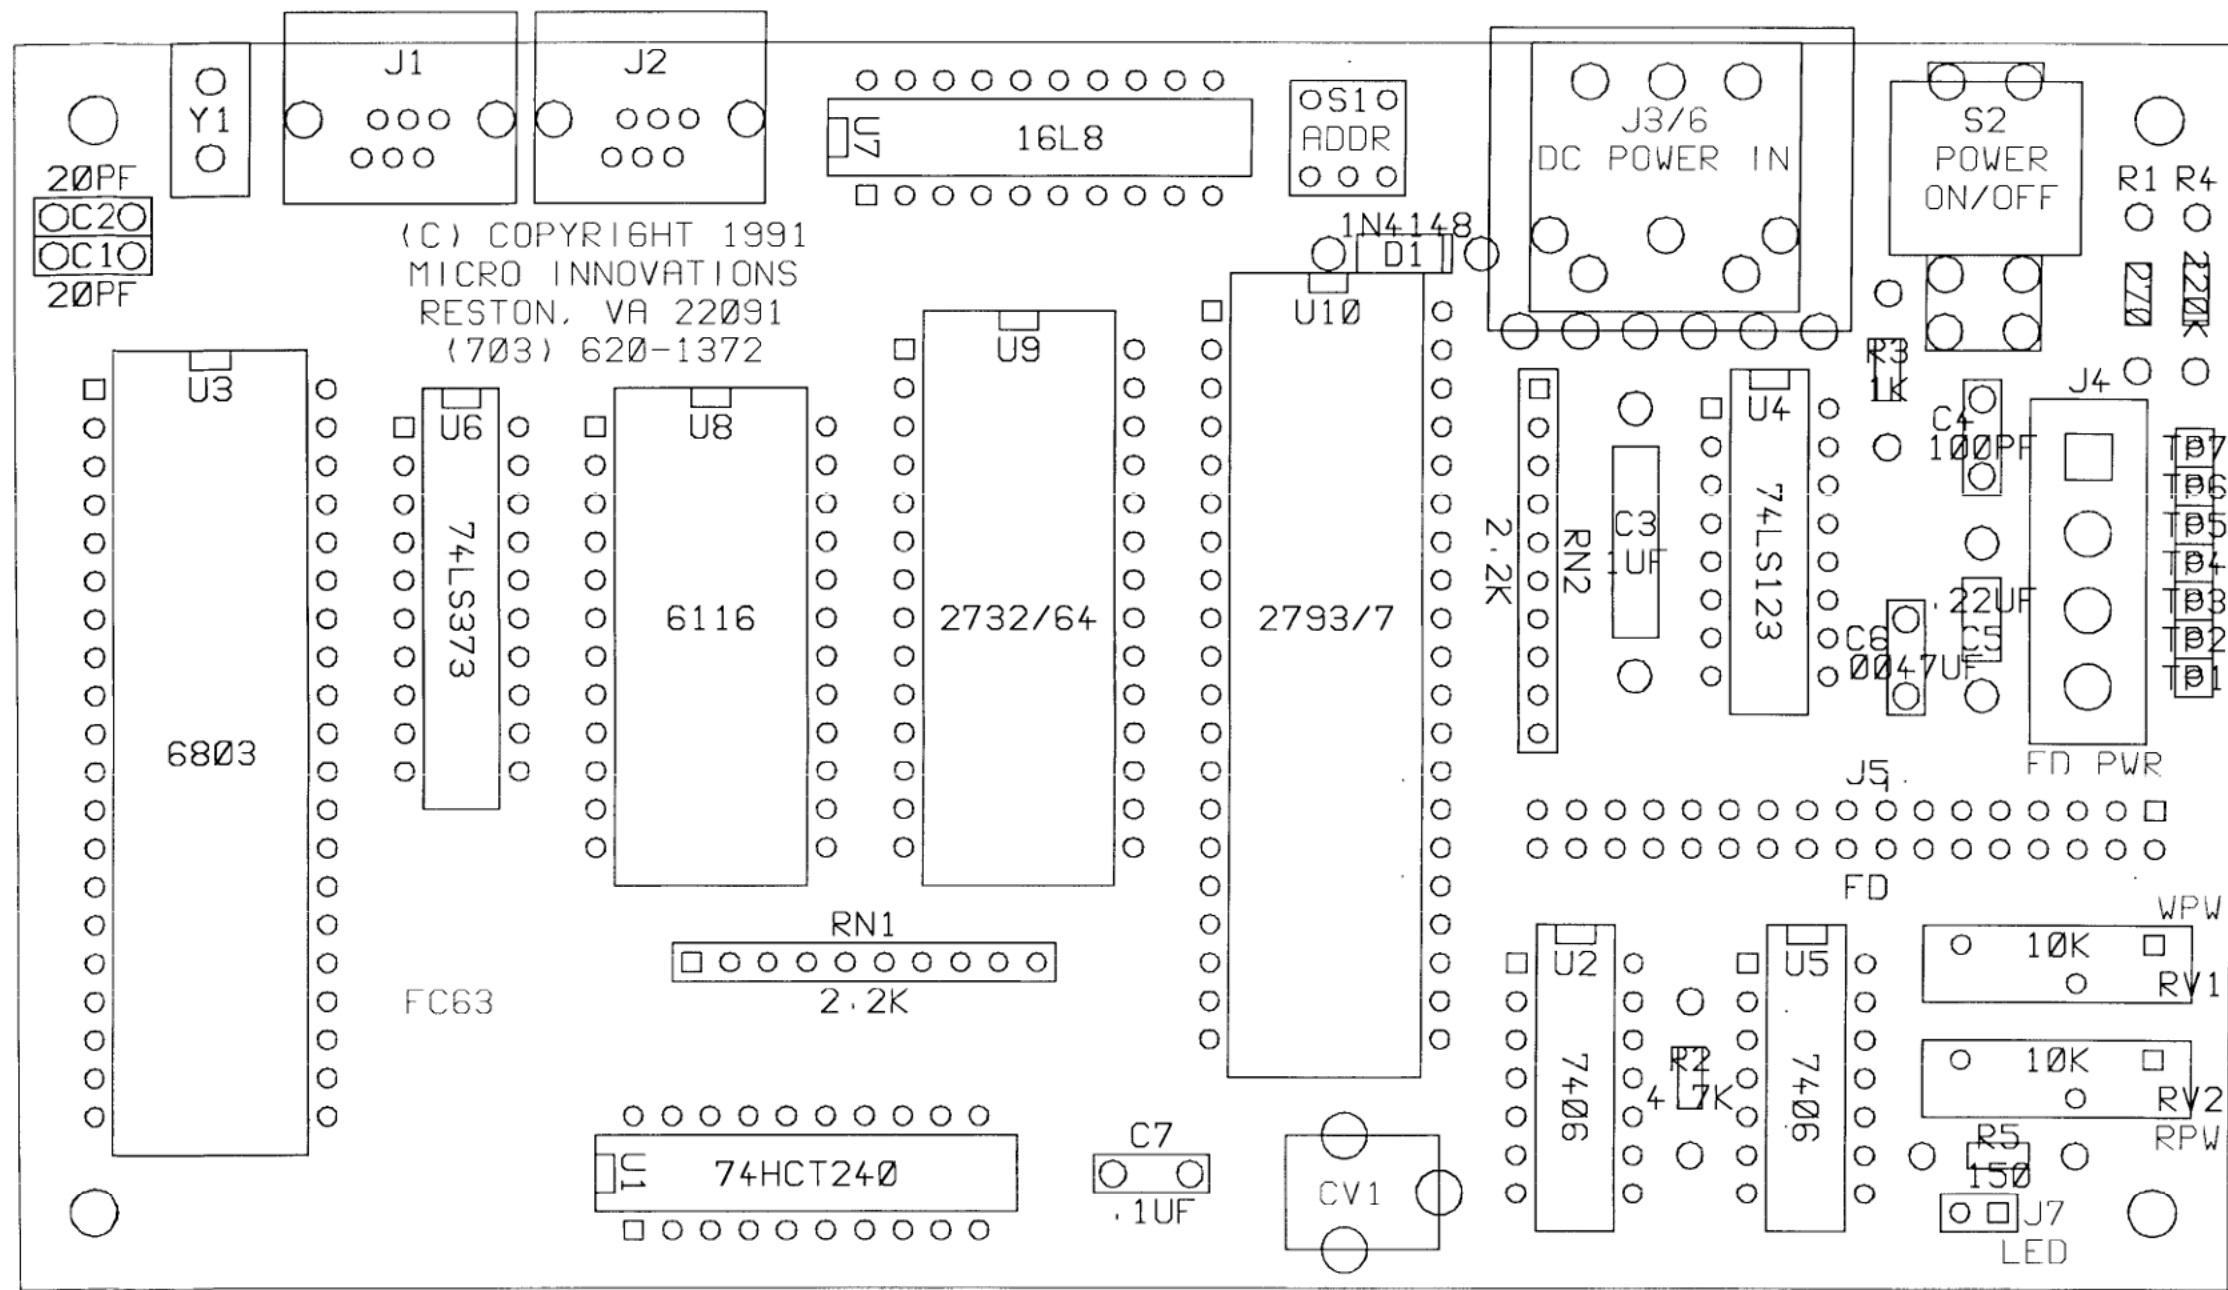 J1
J2
Y1
U7
16L8
S1
ADDR
J3/6
DC POWER IN
S2
POWER
ON/OFF
R1
R4
270
220K
20PF
C2
C1
20PF
(C) COPYRIGHT 1991
MICRO INNOVATIONS
RESTON, VA 22091
(703) 620-1372
1N4148
D1
U3
6803
U6
74LS373
U8
6116
U9
2732/64
U10
2793/7
2.2K
RN2
C3
.1UF
U4
74LS123
R3
1K
C4
100PF
.22UF
C5
C6
0047UF
J4
FD PWR
TP7
TP6
TP5
TP4
TP3
TP2
TP1
J5
FD
RN1
2.2K
FC63
U1
74HCT240
C7
.1UF
CV1
U2
7406
R2
4.7K
U5
7406
WPW
10K
RV1
10K
RV2
RPW
R5
150
J7
LED